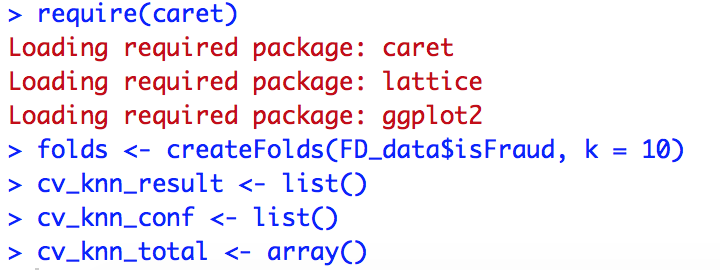 > require(caret)
Loading required package: caret
Loading required package: lattice
Loading required package: ggplot2
> folds <- createFolds(FD_data$isFraud, k = 10)
> cv_knn_result <- list()
> cv_knn_conf <- list()
> cv_knn_total <- array()